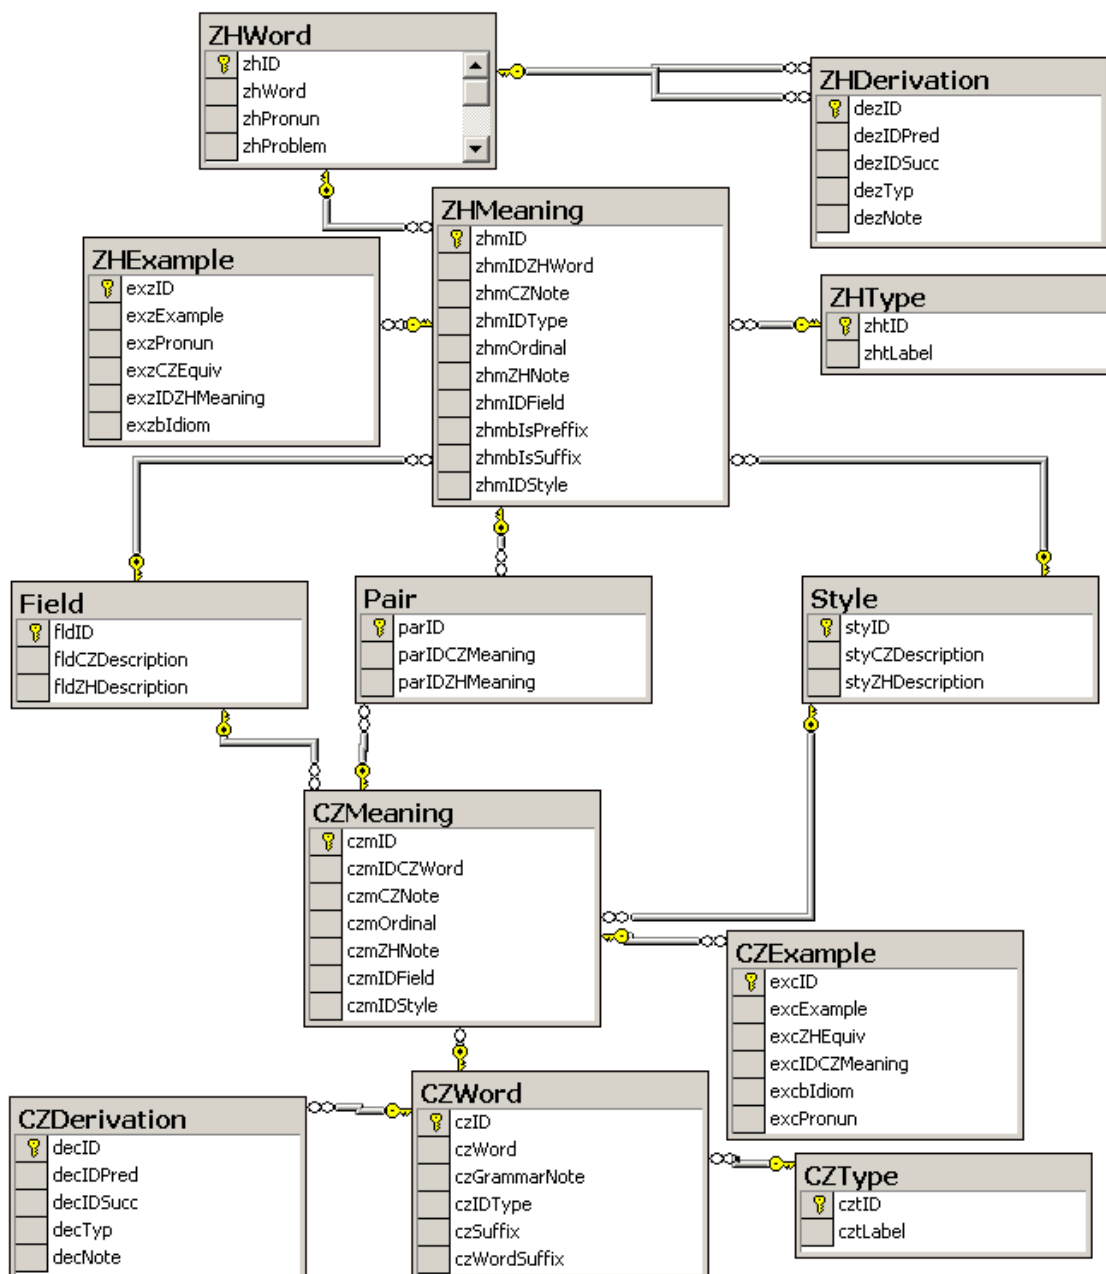 ZHWord
zhID
zhWord
zhPronun
zhProblem
ZHDerivation
dezID
dezIDPred
dezIDSucc
dezTyp
dezNote
ZHMeaning
zhmID
zhmIDZHWord
zhmCZNote
zhmIDType
zhmOrdinal
zhmZHNote
zhmIDField
zhmbIsPreffix
zhmbIsSuffix
zhmIDStyle
ZHExample
exzID
exzExample
exzPronun
exzCZEquiv
exzIDZHMeaning
exzbIdiom
ZHType
zhtID
zhtLabel
Field
fldID
fldCZDescription
fldZHDescription
Pair
parID
parIDCZMeaning
parIDZHMeaning
Style
styID
styCZDescription
styZHDescription
CZMeaning
czmID
czmIDCZWord
czmCZNote
czmOrdinal
czmZHNote
czmIDField
czmIDStyle
CZExample
excID
excExample
excZHEquiv
excIDCZMeaning
excbIdiom
excPronun
CZDerivation
decID
decIDPred
decIDSucc
decTyp
decNote
CZWord
czID
czWord
czGrammarNote
czIDType
czSuffix
czWordSuffix
CZType
cztID
cztLabel